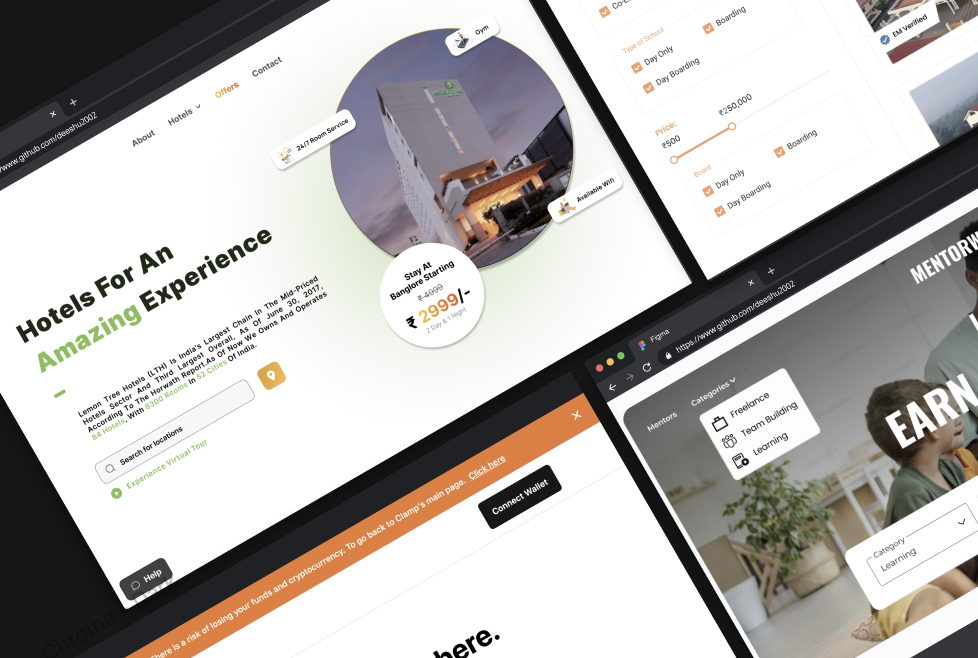 www.github.com/deeshu2002
About
Hotels
Offers
Contact
Gym
24/7 Room Service
Available Wifi
Hotels For An
Amazing Experience
Lemon Tree Hotels (LTH) Is India's Largest Chain In The Mid-Priced
Hotels Sector And Third Largest Overall, As Of June 30, 2017,
According To The Horwath Report.As Of Now We Owns And Operates
84 Hotels, With 8300 Rooms In 52 Cities Of India.
Search for locations
Experience Virtual Tour
Stay At
Banglore Starting
₹ 4999
₹ 2999/-
2 Day & 1 Night
Help
Type of School
Boarding
Day Only
Day Boarding
Price:
₹500
₹250,000
Board
Boarding
Day Only
Day Boarding
EM Verified
There is a risk of losing your funds and cryptocurrency. To go back to Clamp's main page. Click here
Connect Wallet
here.
Figma
https://www.github.com/deeshu2002
Mentors
Categories
Freelance
Team Building
Learning
EARN
Category
Learning